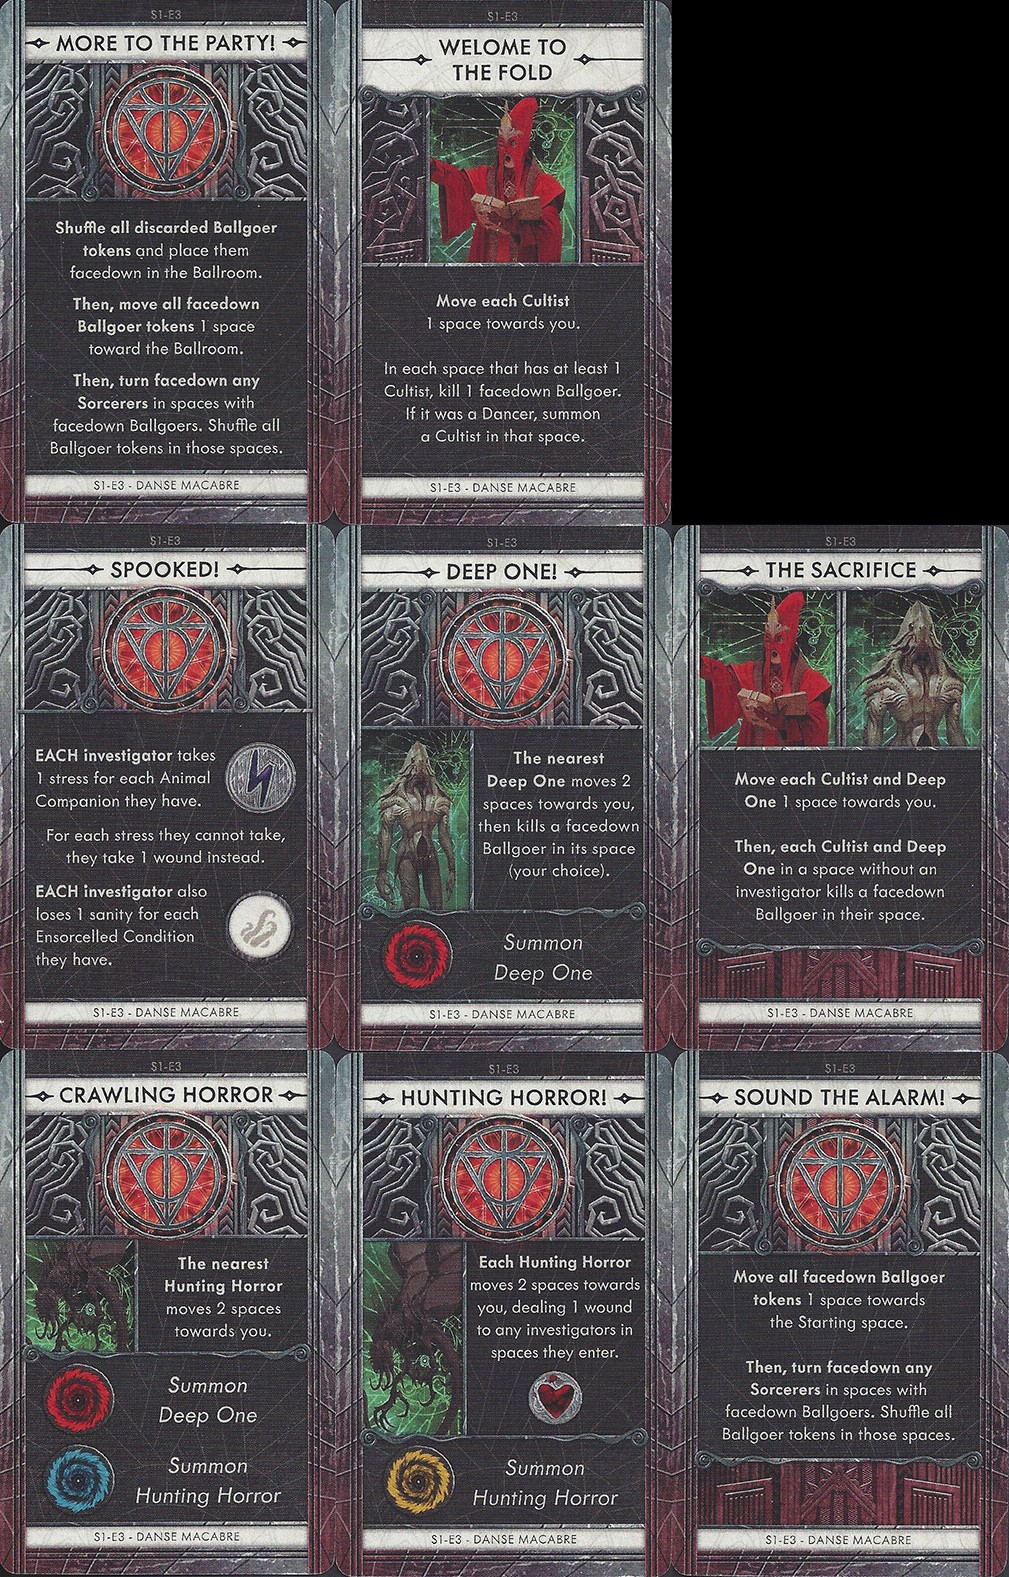 S1-E3
MORE TO THE PARTY!
Shuffle all discarded Ballgoer
tokens and place them
facedown in the Ballroom.
Then, move all facedown
Ballgoer tokens 1 space
toward the Ballroom.
Then, turn facedown any
Sorcerers in spaces with
facedown Ballgoers. Shuffle all
Ballgoer tokens in those spaces.
S1-E3 - DANSE MACABRE
S1-E3
WELOME TO
THE FOLD
Move each Cultist
1 space towards you.
In each space that has at least 1
Cultist, kill 1 facedown Ballgoer.
If it was a Dancer, summon
a Cultist in that space.
S1-E3 - DANSE MACABRE
S1-E3
SPOOKED!
EACH investigator takes
1 stress for each Animal
Companion they have.
For each stress they cannot take,
they take 1 wound instead.
EACH investigator also
loses 1 sanity for each
Ensorcelled Condition
they have.
S1-E3 - DANSE MACABRE
S1-E3
DEEP ONE!
The nearest
Deep One moves 2
spaces towards you,
then kills a facedown
Ballgoer in its space
(your choice).
Summon
Deep One
S1-E3 - DANSE MACABRE
S1-E3
THE SACRIFICE
Move each Cultist and Deep
One 1 space towards you.
Then, each Cultist and Deep
One in a space without an
investigator kills a facedown
Ballgoer in their space.
S1-E3 - DANSE MACABRE
S1-E3
CRAWLING HORROR
The nearest
Hunting Horror
moves 2 spaces
towards you.
Summon
Deep One
Summon
Hunting Horror
S1-E3 - DANSE MACABRE
S1-E3
HUNTING HORROR!
Each Hunting Horror
moves 2 spaces towards
you, dealing 1 wound
to any investigators in
spaces they enter.
Summon
Hunting Horror
S1-E3 - DANSE MACABRE
S1-E3
SOUND THE ALARM!
Move all facedown Ballgoer
tokens 1 space towards
the Starting space.
Then, turn facedown any
Sorcerers in spaces with
facedown Ballgoers. Shuffle all
Ballgoer tokens in those spaces.
S1-E3 - DANSE MACABRE